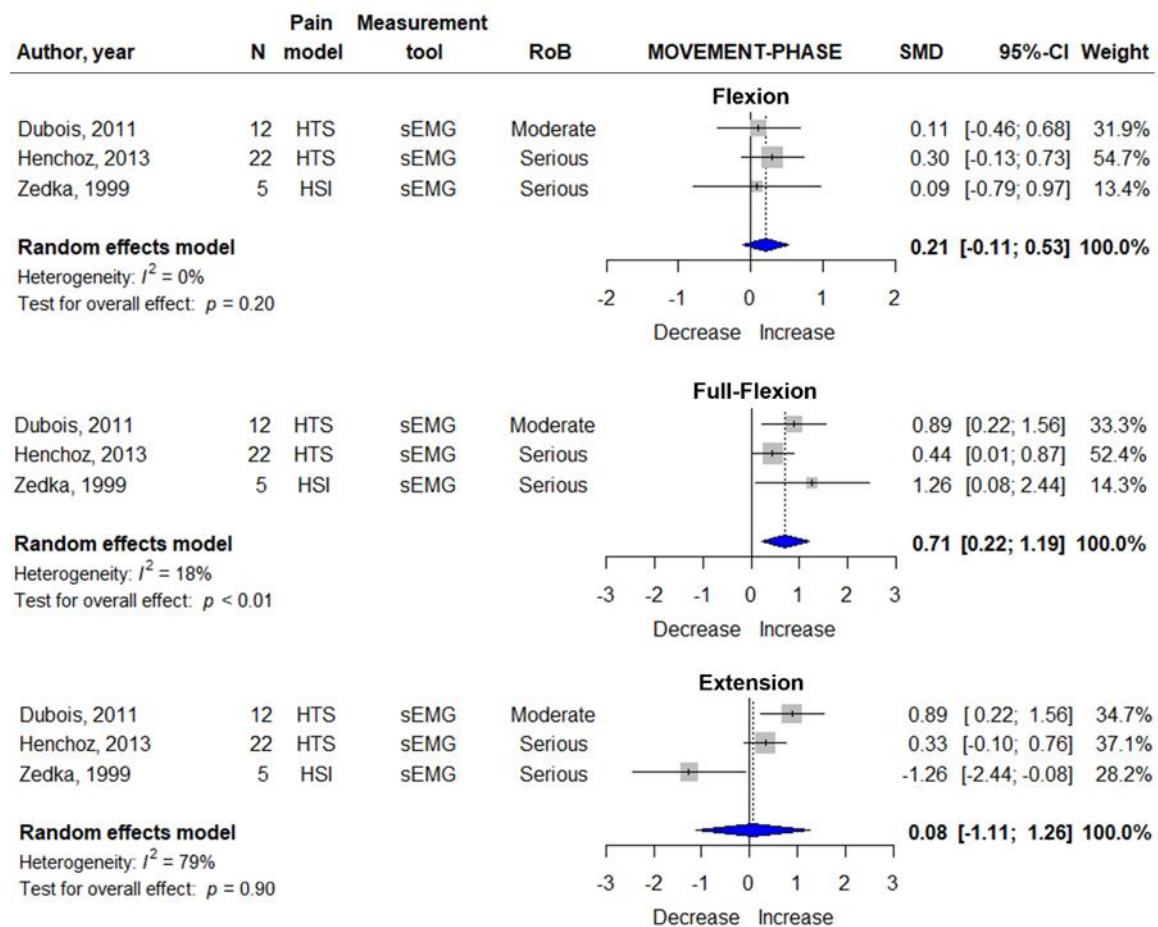 Author, year N Pain model Measurement tool RoB MOVEMENT-PHASE SMD 95%-CI Weight
Flexion
Dubois, 2011 12 HTS sEMG Moderate 0.11 [-0.46; 0.68] 31.9%
Henchoz, 2013 22 HTS sEMG Serious 0.30 [-0.13; 0.73] 54.7%
Zedka, 1999 5 HSI sEMG Serious 0.09 [-0.79; 0.97] 13.4%
Random effects model 0.21 [-0.11; 0.53] 100.0%
Heterogeneity: I² = 0%
Test for overall effect: p = 0.20
-2 -1 0 1 2
Decrease Increase
Full-Flexion
Dubois, 2011 12 HTS sEMG Moderate 0.89 [0.22; 1.56] 33.3%
Henchoz, 2013 22 HTS sEMG Serious 0.44 [0.01; 0.87] 52.4%
Zedka, 1999 5 HSI sEMG Serious 1.26 [0.08; 2.44] 14.3%
Random effects model 0.71 [0.22; 1.19] 100.0%
Heterogeneity: I² = 18%
Test for overall effect: p < 0.01
-3 -2 -1 0 1 2 3
Decrease Increase
Extension
Dubois, 2011 12 HTS sEMG Moderate 0.89 [ 0.22; 1.56] 34.7%
Henchoz, 2013 22 HTS sEMG Serious 0.33 [-0.10; 0.76] 37.1%
Zedka, 1999 5 HSI sEMG Serious -1.26 [-2.44; -0.08] 28.2%
Random effects model 0.08 [-1.11; 1.26] 100.0%
Heterogeneity: I² = 79%
Test for overall effect: p = 0.90
-3 -2 -1 0 1 2 3
Decrease Increase